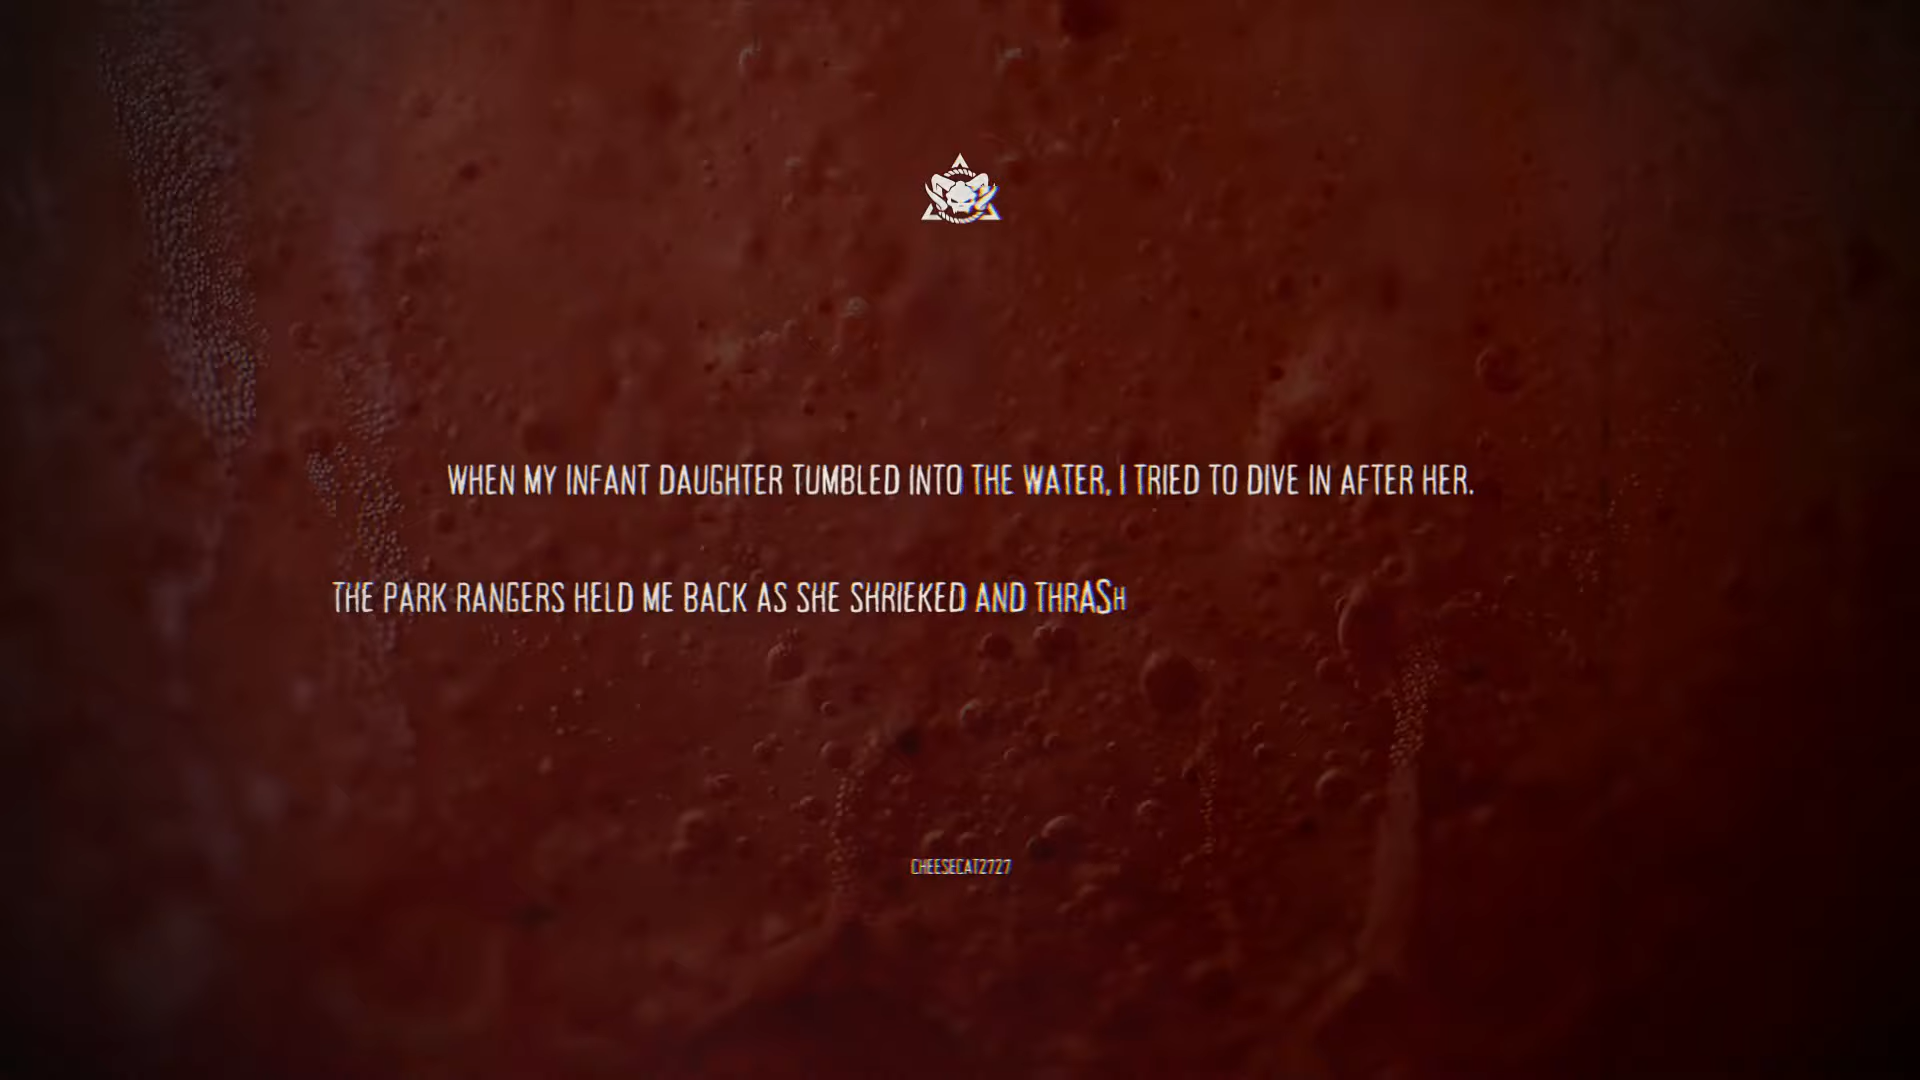 WHEN MY INFANT DAUGHTER TUMBLED INTO THE WATER, I TRIED TO DIVE IN AFTER HER.
THE PARK RANGERS HELD ME BACK AS SHE SHRIEKED AND THRASH
CHEESECAT2727